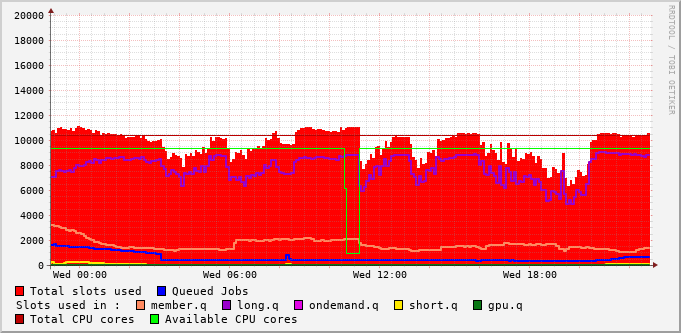 20000
18000
16000
14000
12000
10000
8000
6000
4000
2000
0
Wed 00:00 Wed 06:00 Wed 12:00 Wed 18:00
RRDTOOL / TOBI OETIKER
Total slots used Queued Jobs
Slots used in : member.q long.q ondemand.q short.q gpu.q
Total CPU cores Available CPU cores